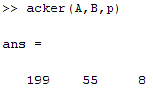 >> acker(A,B,p)
ans =
199 55 8